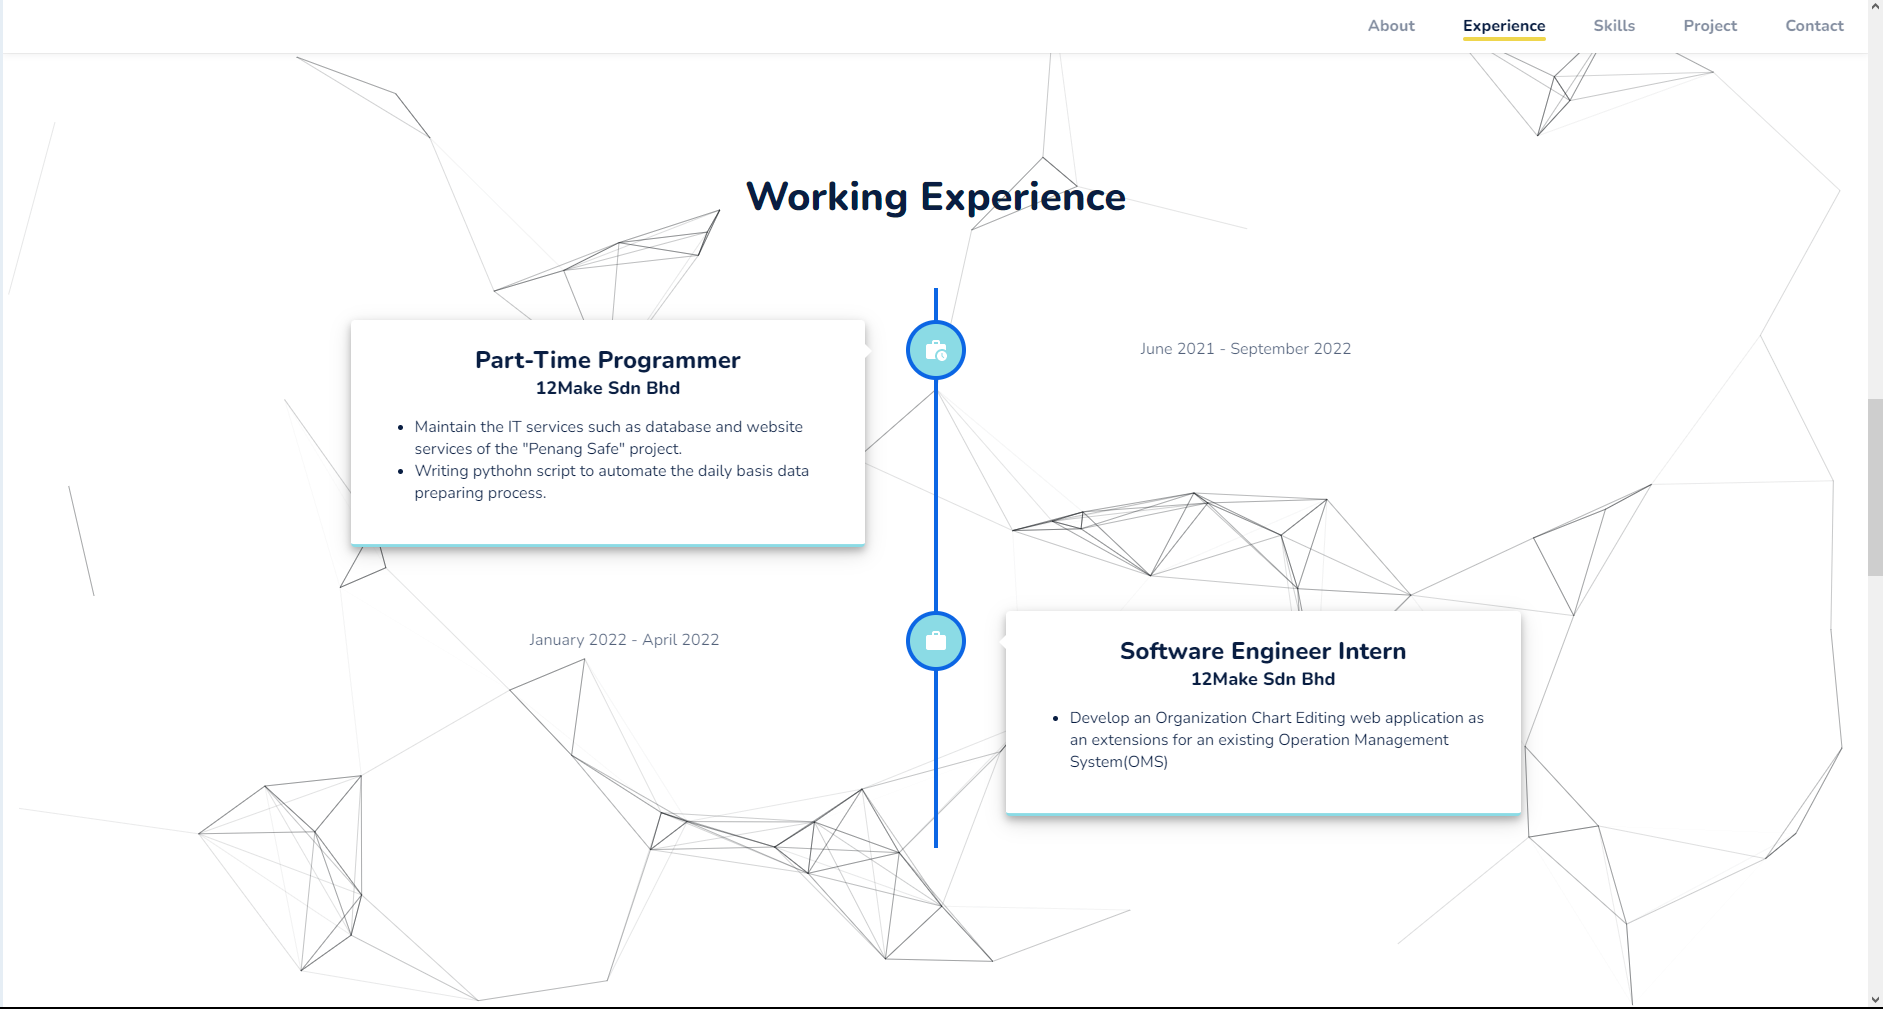 About
Experience
Skills
Project
Contact
Working Experience
Part-Time Programmer
12Make Sdn Bhd
Maintain the IT services such as database and website
services of the "Penang Safe" project.
Writing pythohn script to automate the daily basis data
preparing process.
June 2021 - September 2022
January 2022 - April 2022
Software Engineer Intern
12Make Sdn Bhd
Develop an Organization Chart Editing web application as
an extensions for an existing Operation Management
System(OMS)